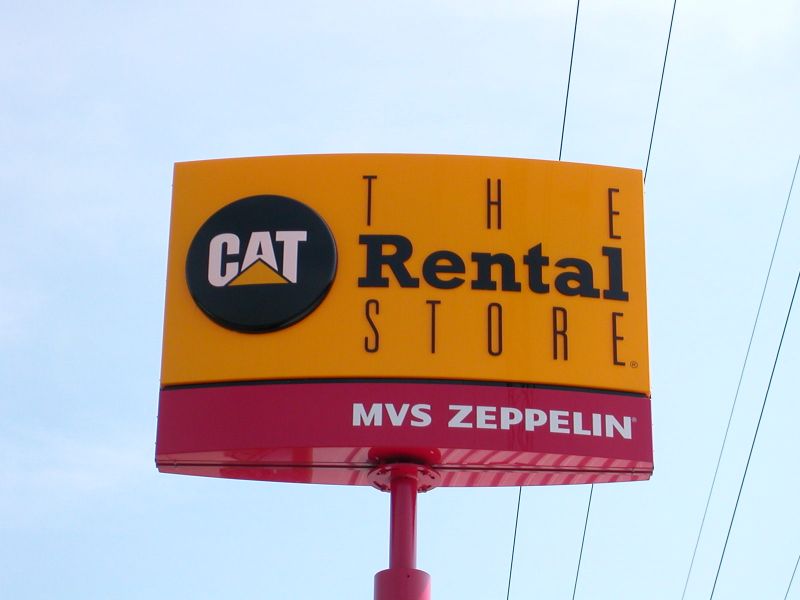 CAT
THE
Rental
STORE®
MVS ZEPPELIN®